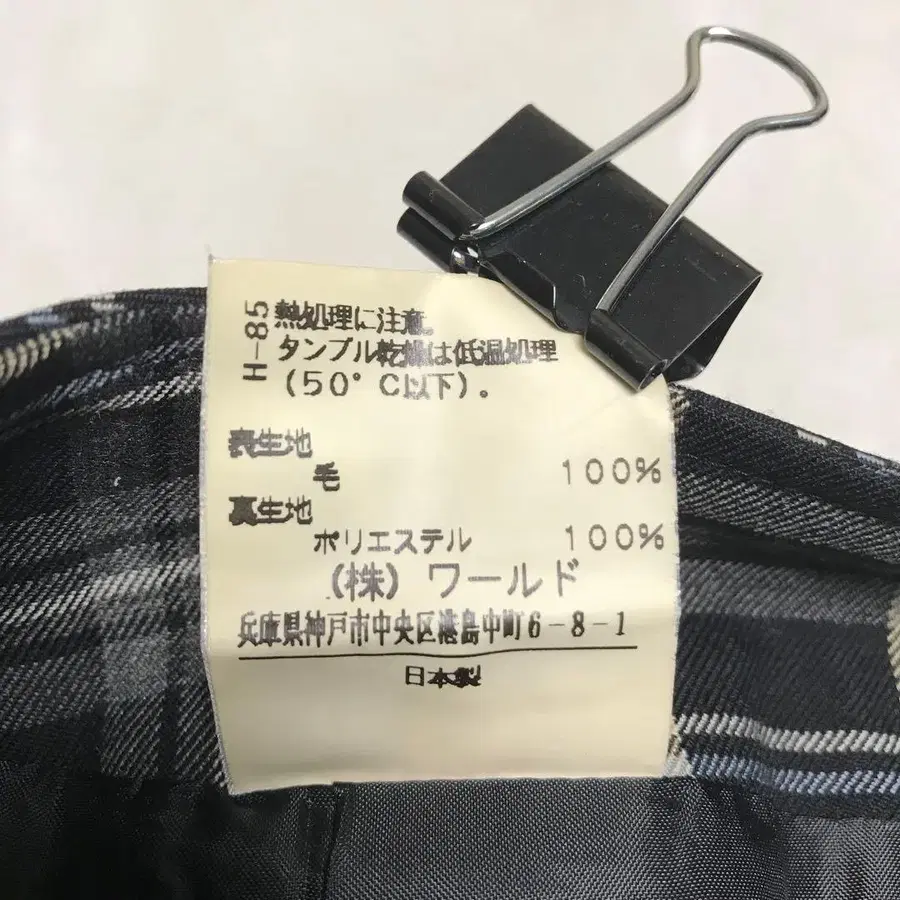 H-85
熱処理に注意。
タンブル乾燥は低温処理
(50°C以下)。
表生地
毛 100%
裏生地
ポリエステル 100%
(株) ワールド
兵庫県神戸市中央区港島中町6-8-1
日本製